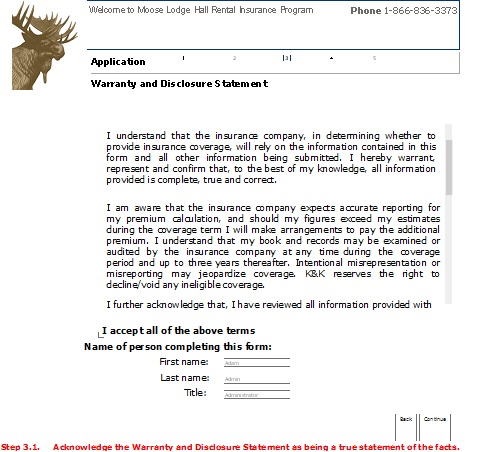 Welcome to Moose Lodge Hall Rental Insurance Program
Phone 1-866-836-3373
Application 1 2 |3| 5
Warranty and Disclosure Statement
I understand that the insurance company, in determining whether to
provide insurance coverage, will rely on the information contained in this
form and all other information being submitted. I hereby warrant,
represent and confirm that, to the best of my knowledge, all information
provided is complete, true and correct.
I am aware that the insurance company expects accurate reporting for
my premium calculation, and should my figures exceed my estimates
during the coverage term I will make arrangements to pay the additional
premium. I understand that my book and records may be examined or
audited by the insurance company at any time during the coverage
period and up to three years thereafter. Intentional misrepresentation or
misreporting may jeopardize coverage. K&K reserves the right to
decline/void any ineligible coverage.
I further acknowledge that, I have reviewed all information provided with
I accept all of the above terms
Name of person completing this form:
First name: Adam
Last name: Admin
Title: Administrator
Back Continue
Step 3.1. Acknowledge the Warranty and Disclosure Statement as being a true statement of the facts.